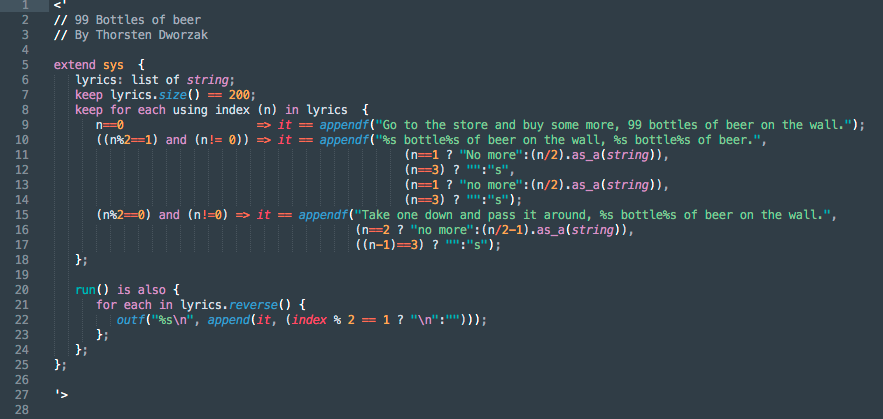 1 <'
2 // 99 Bottles of beer
3 // By Thorsten Dworzak
4
5 extend sys  {
6    lyrics: list of string;
7    keep lyrics.size() == 200;
8    keep for each using index (n) in lyrics  {
9       n==0                   => it == appendf("Go to the store and buy some more, 99 bottles of beer on the wall.");
10       ((n%2==1) and (n!= 0)) => it == appendf("%s bottle%s of beer on the wall, %s bottle%s of beer.",
11                                                   (n==1 ? "No more":(n/2).as_a(string)),
12                                                   (n==3) ? "":"s",
13                                                   (n==1 ? "no more":(n/2).as_a(string)),
14                                                   (n==3) ? "":"s");
15       (n%2==0) and (n!=0) => it == appendf("Take one down and pass it around, %s bottle%s of beer on the wall.",
16                                            (n==2 ? "no more":(n/2-1).as_a(string)),
17                                            ((n-1)==3) ? "":"s");
18    };
19
20    run() is also {
21       for each in lyrics.reverse() {
22          outf("%s\n", append(it, (index % 2 == 1 ? "\n":"")));
23       };
24    };
25 };
26
27 '>
28